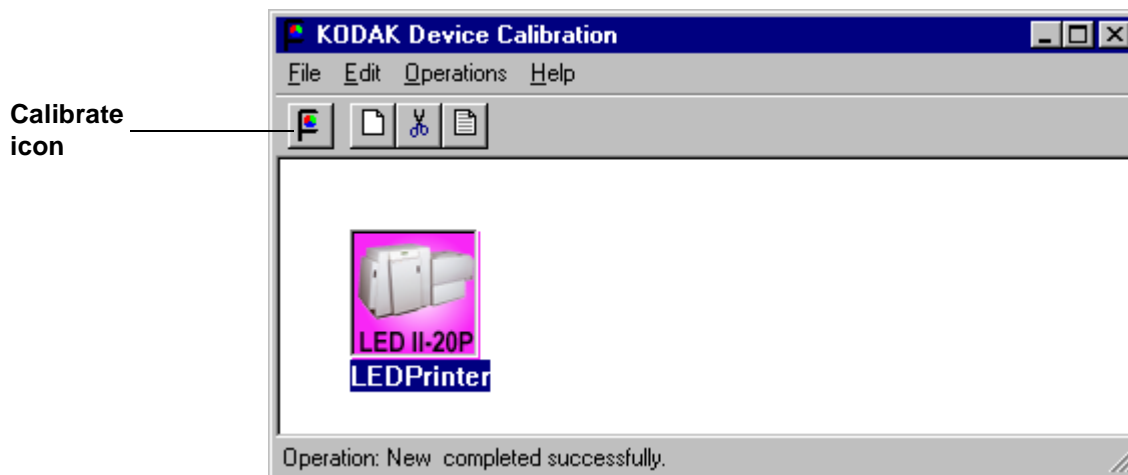 KODAK Device Calibration
File Edit Operations Help
Calibrate
icon
LED II-20P
LEDPrinter
Operation: New  completed successfully.